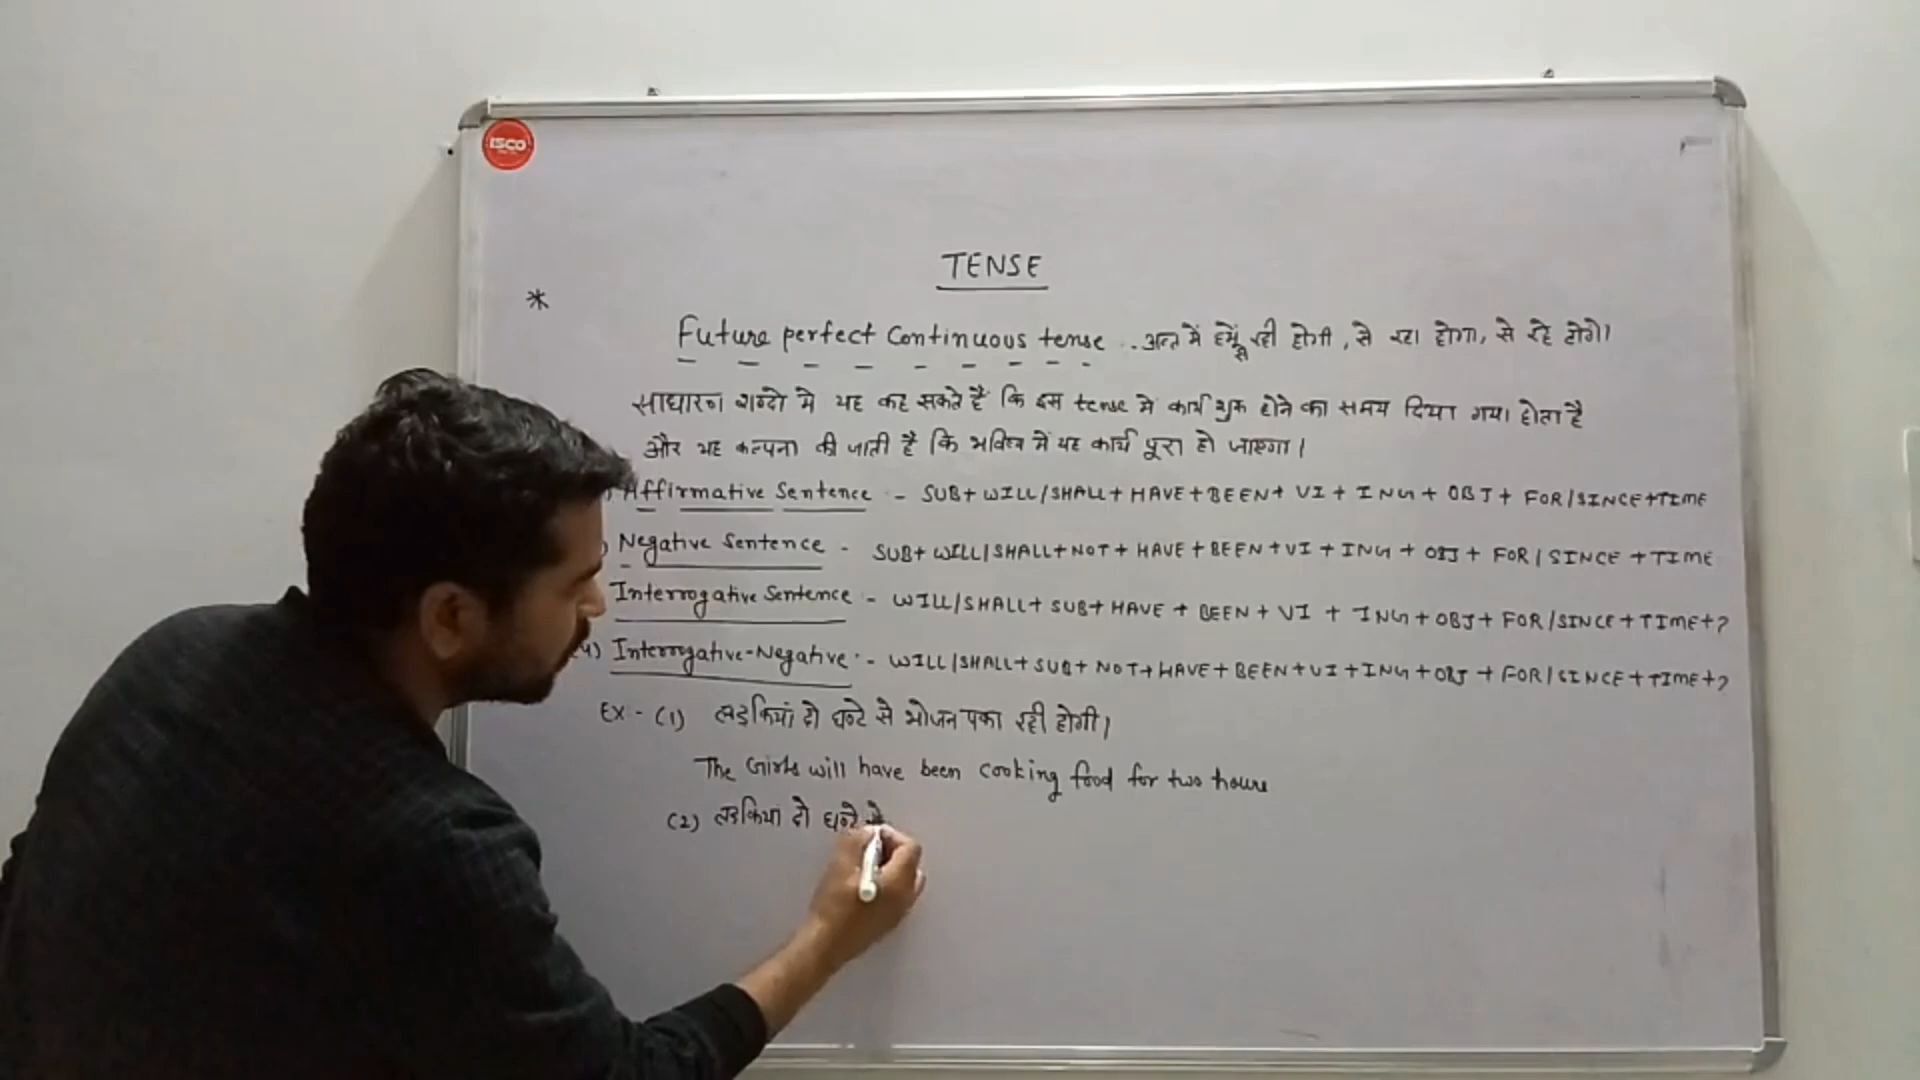 ISCO
TENSE
*
Future perfect Continuous tense . अन्त में हमें से रही होगी, से रहा होगा, से रहे होगे।
साधारण शब्दो मे यह कह सकते हैं कि इस tense मे कार्य शुरू होने का समय दिया गया होता है
और यह कल्पना की जाती है कि भविष्य में यह कार्य पूरा हो जाएगा।
) Affirmative Sentence - SUB+ WILL/SHALL+ HAVE+BEEN+ VI + ING+ OBJ+ FOR/SINCE+TIME
) Negative Sentence - SUB+ WILL/SHALL+NOT+ HAVE+BEEN+VI + ING + OBJ+ FOR/SINCE +TIME
Interrogative Sentence - WILL/SHALL+ SUB+ HAVE + BEEN + VI + ING+OBJ+ FOR/SINCE+TIME+?
(4) Interrogative-Negative - WILL/SHALL+ SUB+ NOT+HAVE+BEEN+VI+ING+OBJ + FOR/SINCE+TIME+?
EX - (1) लड़कियां दो घण्टे से भोजन पका रही होगी।
The Girls will have been cooking food for two hours
(2) लड़कियां दो घण्टे से